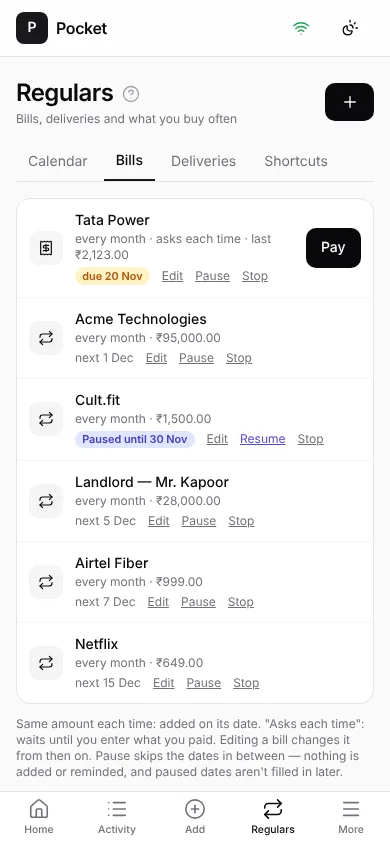 P Pocket
Regulars ?
Bills, deliveries and what you buy often
Calendar Bills Deliveries Shortcuts
Tata Power
every month · asks each time · last
₹2,123.00
due 20 Nov Edit Pause Stop
Pay
Acme Technologies
every month · ₹95,000.00
next 1 Dec Edit Pause Stop
Cult.fit
every month · ₹1,500.00
Paused until 30 Nov Edit Resume Stop
Landlord — Mr. Kapoor
every month · ₹28,000.00
next 5 Dec Edit Pause Stop
Airtel Fiber
every month · ₹999.00
next 7 Dec Edit Pause Stop
Netflix
every month · ₹649.00
next 15 Dec Edit Pause Stop
Same amount each time: added on its date. "Asks each time":
waits until you enter what you paid. Editing a bill changes it
from then on. Pause skips the dates in between — nothing is
added or reminded, and paused dates aren't filled in later.
Home Activity Add Regulars More